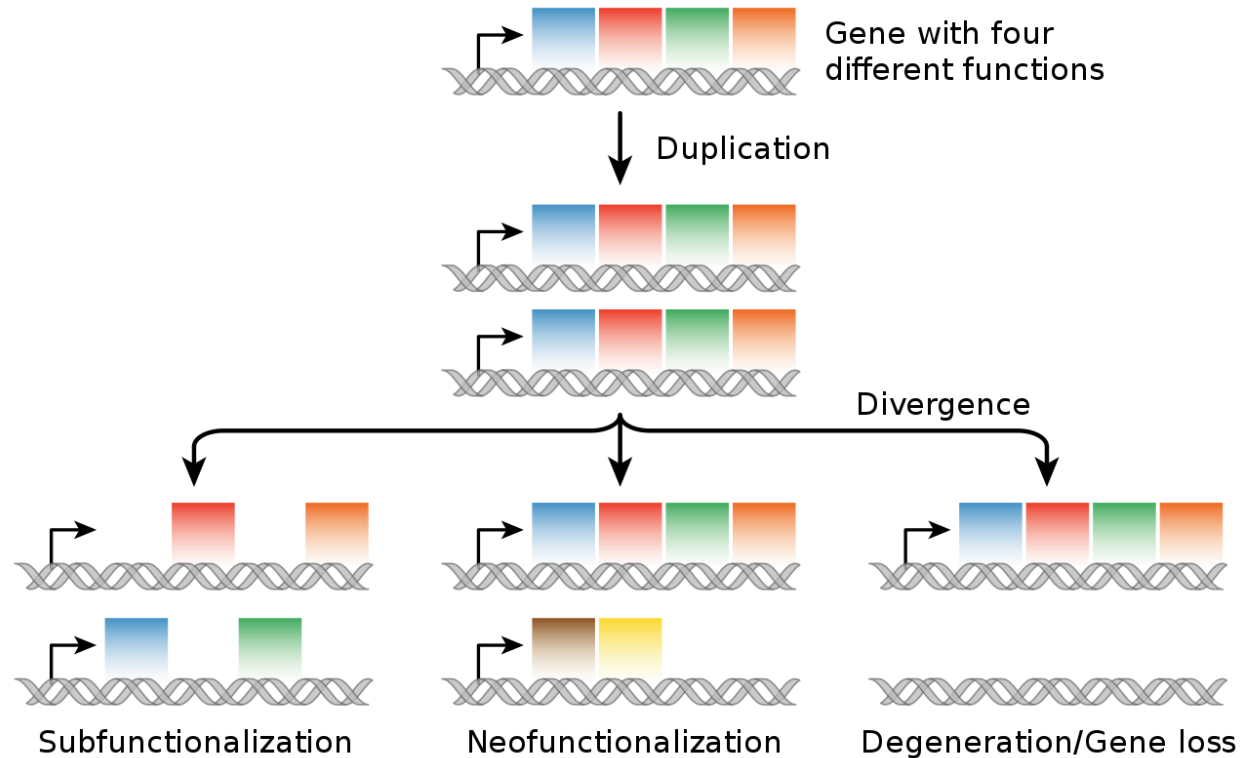 Gene with four
different functions
Duplication
Divergence
Subfunctionalization
Neofunctionalization
Degeneration/Gene loss